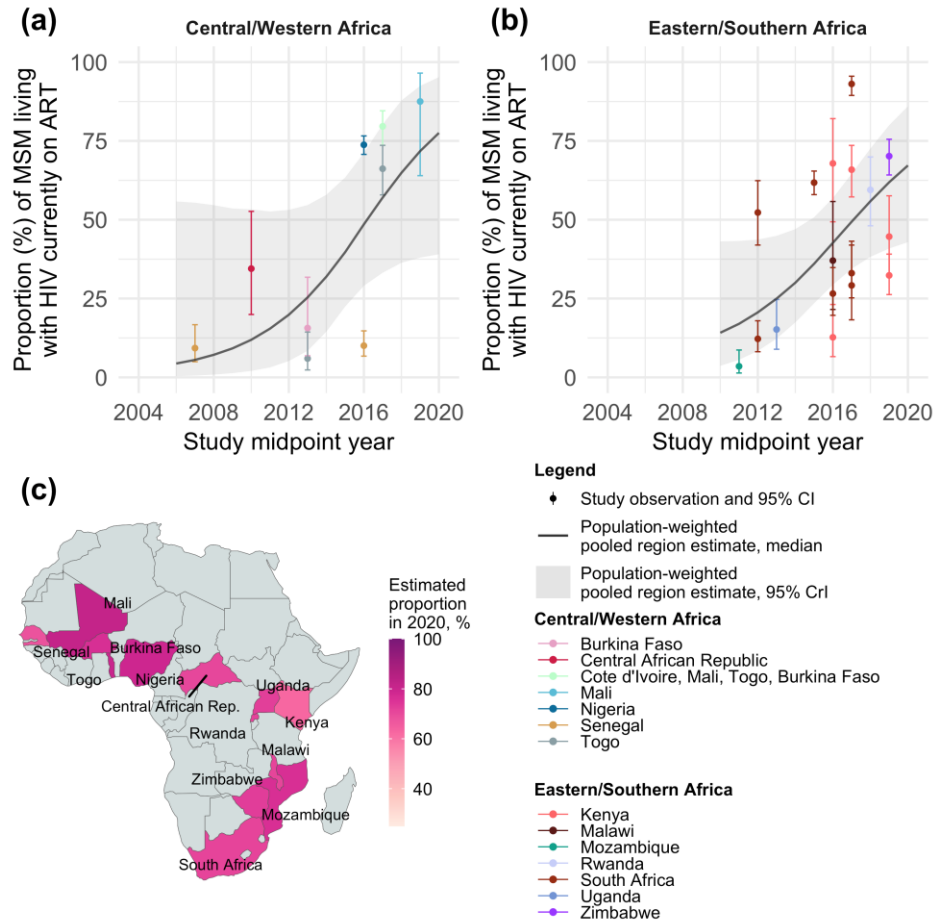 (a)
Central/Western Africa
Proportion (%) of MSM living
with HIV currently on ART
100
75
50
25
0
2004 2008 2012 2016 2020
Study midpoint year
(b)
Eastern/Southern Africa
Proportion (%) of MSM living
with HIV currently on ART
100
75
50
25
0
2004 2008 2012 2016 2020
Study midpoint year
(c)
Mali
Senegal
Burkina Faso
Togo
Nigeria
Uganda
Central African Rep.
Kenya
Rwanda
Malawi
Zimbabwe
Mozambique
South Africa
Estimated
proportion
in 2020, %
100
80
60
40
Legend
Study observation and 95% CI
Population-weighted
pooled region estimate, median
Population-weighted
pooled region estimate, 95% CrI
Central/Western Africa
Burkina Faso
Central African Republic
Cote d'Ivoire, Mali, Togo, Burkina Faso
Mali
Nigeria
Senegal
Togo
Eastern/Southern Africa
Kenya
Malawi
Mozambique
Rwanda
South Africa
Uganda
Zimbabwe